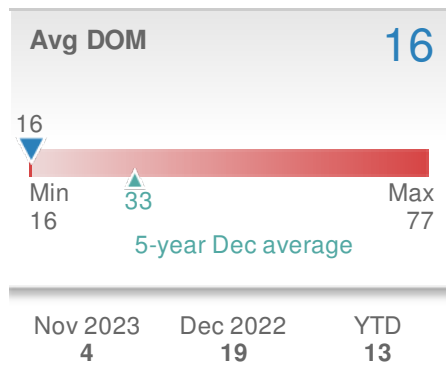 Avg DOM 16
16
Min Max
16 33 77
5-year Dec average
Nov 2023 Dec 2022 YTD
4 19 13